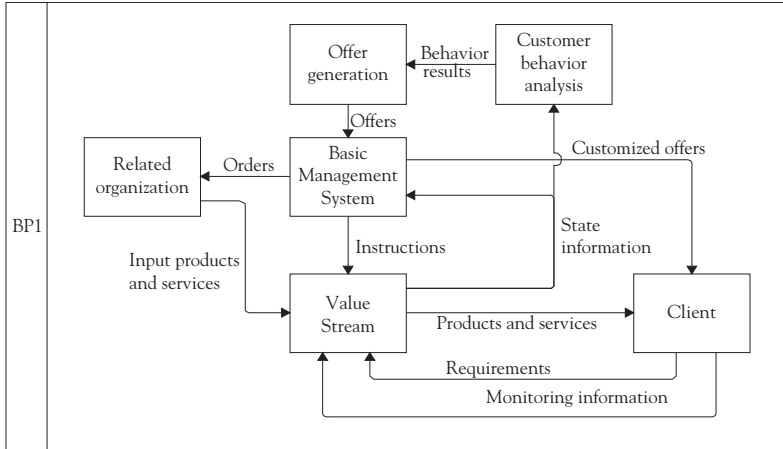 BP1
Offer
generation
Behavior
results
Customer
behavior
analysis
Offers
Related
organization
Orders
Basic
Management
System
Customized offers
Input products
and services
Instructions
State
information
Value
Stream
Products and services
Client
Requirements
Monitoring information